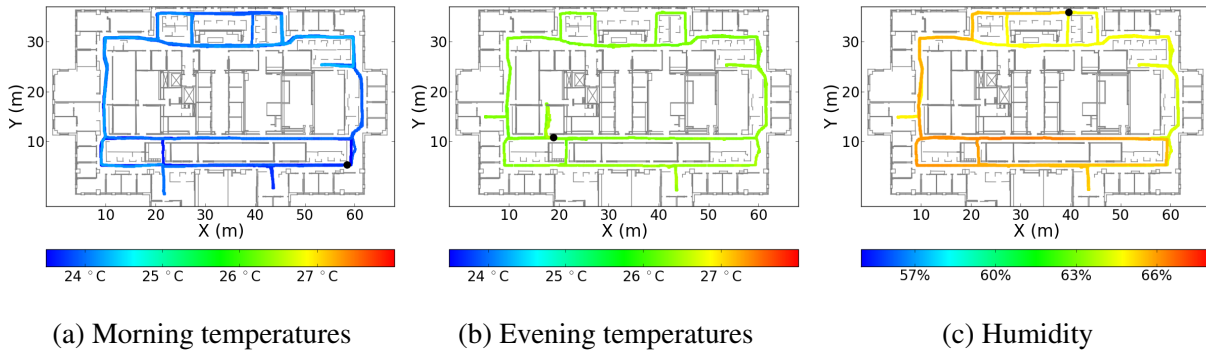 30
20
10
Y (m)
10 20 30 40 50 60
X (m)
24 °C 25 °C 26 °C 27 °C
(a) Morning temperatures
30
20
10
Y (m)
10 20 30 40 50 60
X (m)
24 °C 25 °C 26 °C 27 °C
(b) Evening temperatures
30
20
10
Y (m)
10 20 30 40 50 60
X (m)
57% 60% 63% 66%
(c) Humidity